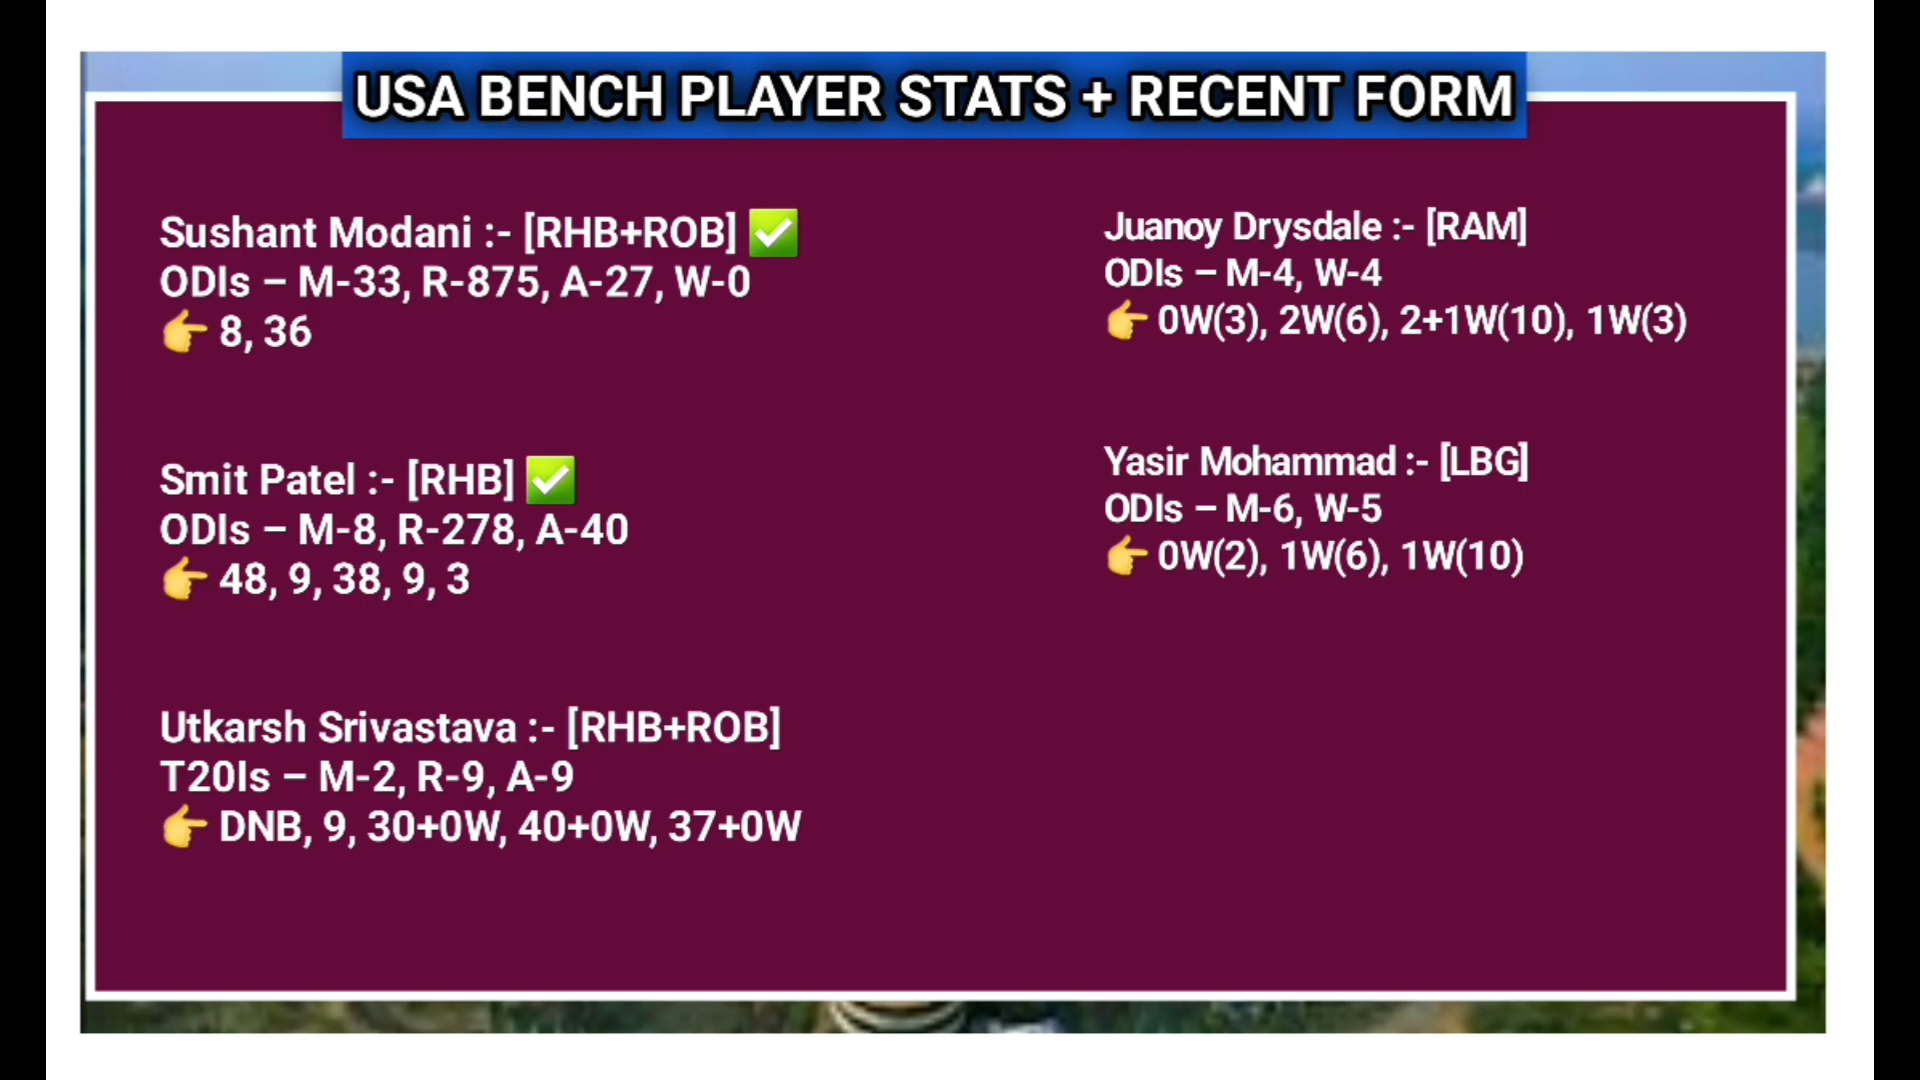 USA BENCH PLAYER STATS + RECENT FORM
Sushant Modani :- [RHB+ROB] ✅
ODIs – M-33, R-875, A-27, W-0
👉 8, 36
Smit Patel :- [RHB] ✅
ODIs – M-8, R-278, A-40
👉 48, 9, 38, 9, 3
Utkarsh Srivastava :- [RHB+ROB]
T20Is – M-2, R-9, A-9
👉 DNB, 9, 30+0W, 40+0W, 37+0W
Juanoy Drysdale :- [RAM]
ODIs – M-4, W-4
👉 0W(3), 2W(6), 2+1W(10), 1W(3)
Yasir Mohammad :- [LBG]
ODIs – M-6, W-5
👉 0W(2), 1W(6), 1W(10)